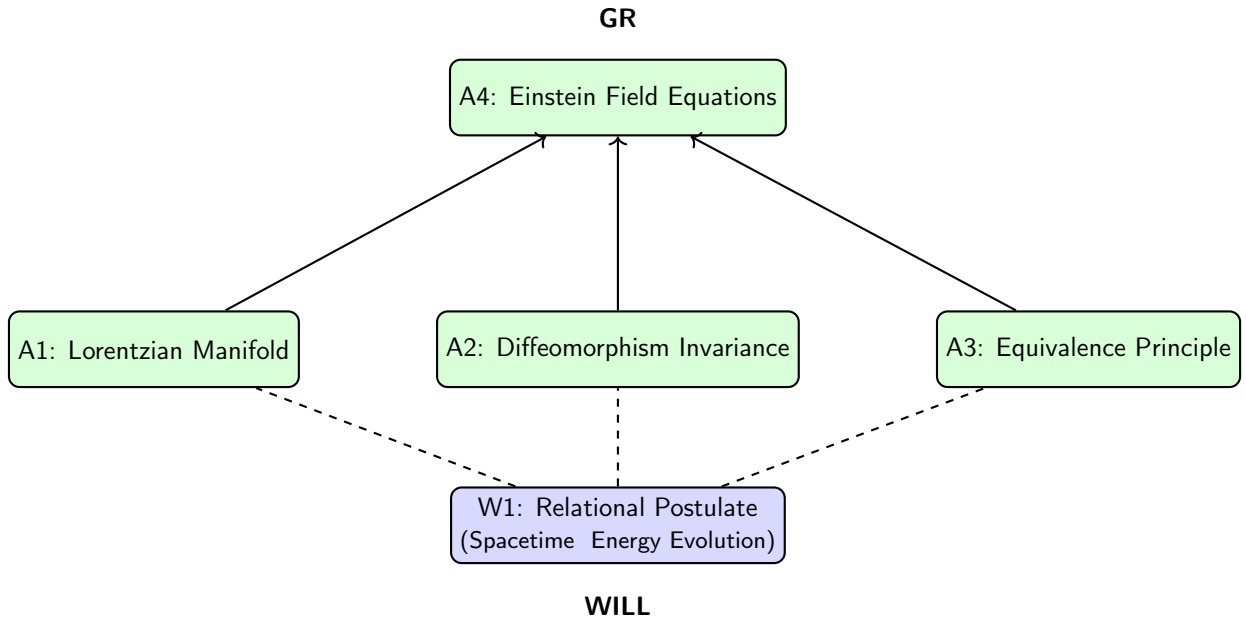 GR
A4: Einstein Field Equations
A1: Lorentzian Manifold
A2: Diffeomorphism Invariance
A3: Equivalence Principle
W1: Relational Postulate
(Spacetime Energy Evolution)
WILL